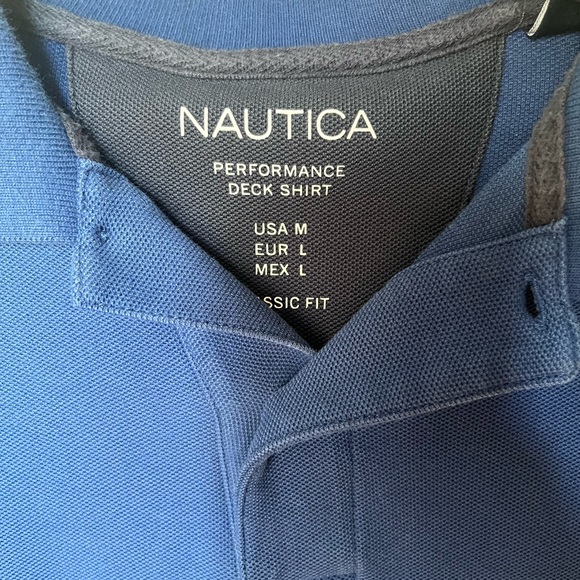 NAUTICA
PERFORMANCE
DECK SHIRT
USA M
EUR L
MEX L
SSIC FIT